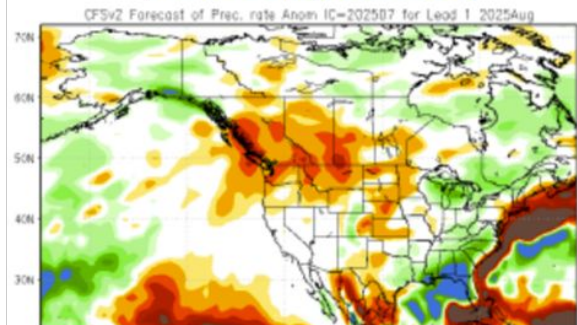 CFSv2 Forecast of Prec. rate Anom IC=202507 for Lead 1 2025Aug
70N
60N
50N
40N
30N